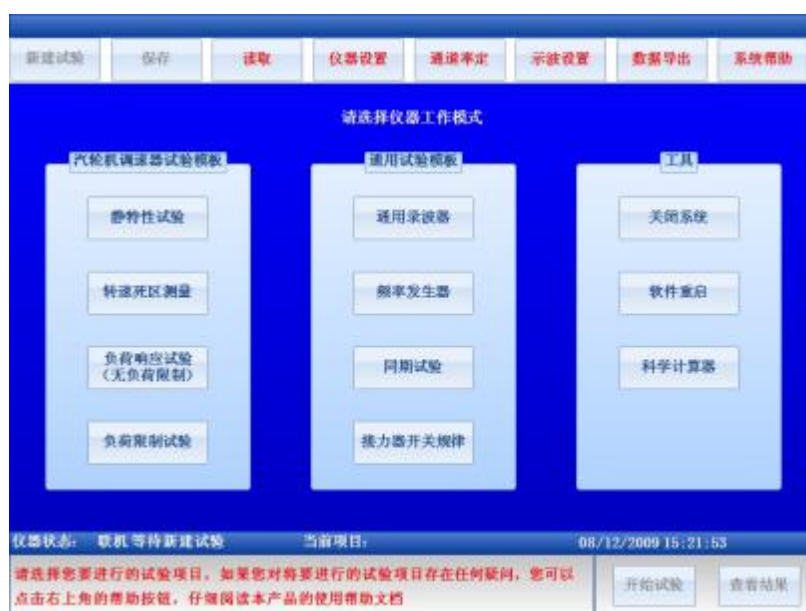 新建试验 保存 读取 仪器设置 通道率定 示波设置 数据导出 系统帮助
请选择仪器工作模式
汽轮机调速器试验模板
静特性试验
转速死区测量
负荷响应试验
（无负荷限制）
负荷限制试验
通用试验模板
通用录波器
频率发生器
同期试验
接力器开关规律
工具
关闭系统
软件重启
科学计算器
仪器状态： 联机 等待新建试验 当前项目： 08/12/2009 15:21:53
请选择您要进行的试验项目，如果您对将要进行的试验项目存在任何疑问，您可以
点击右上角的帮助按钮，仔细阅读本产品的使用帮助文档
开始试验 查看结果